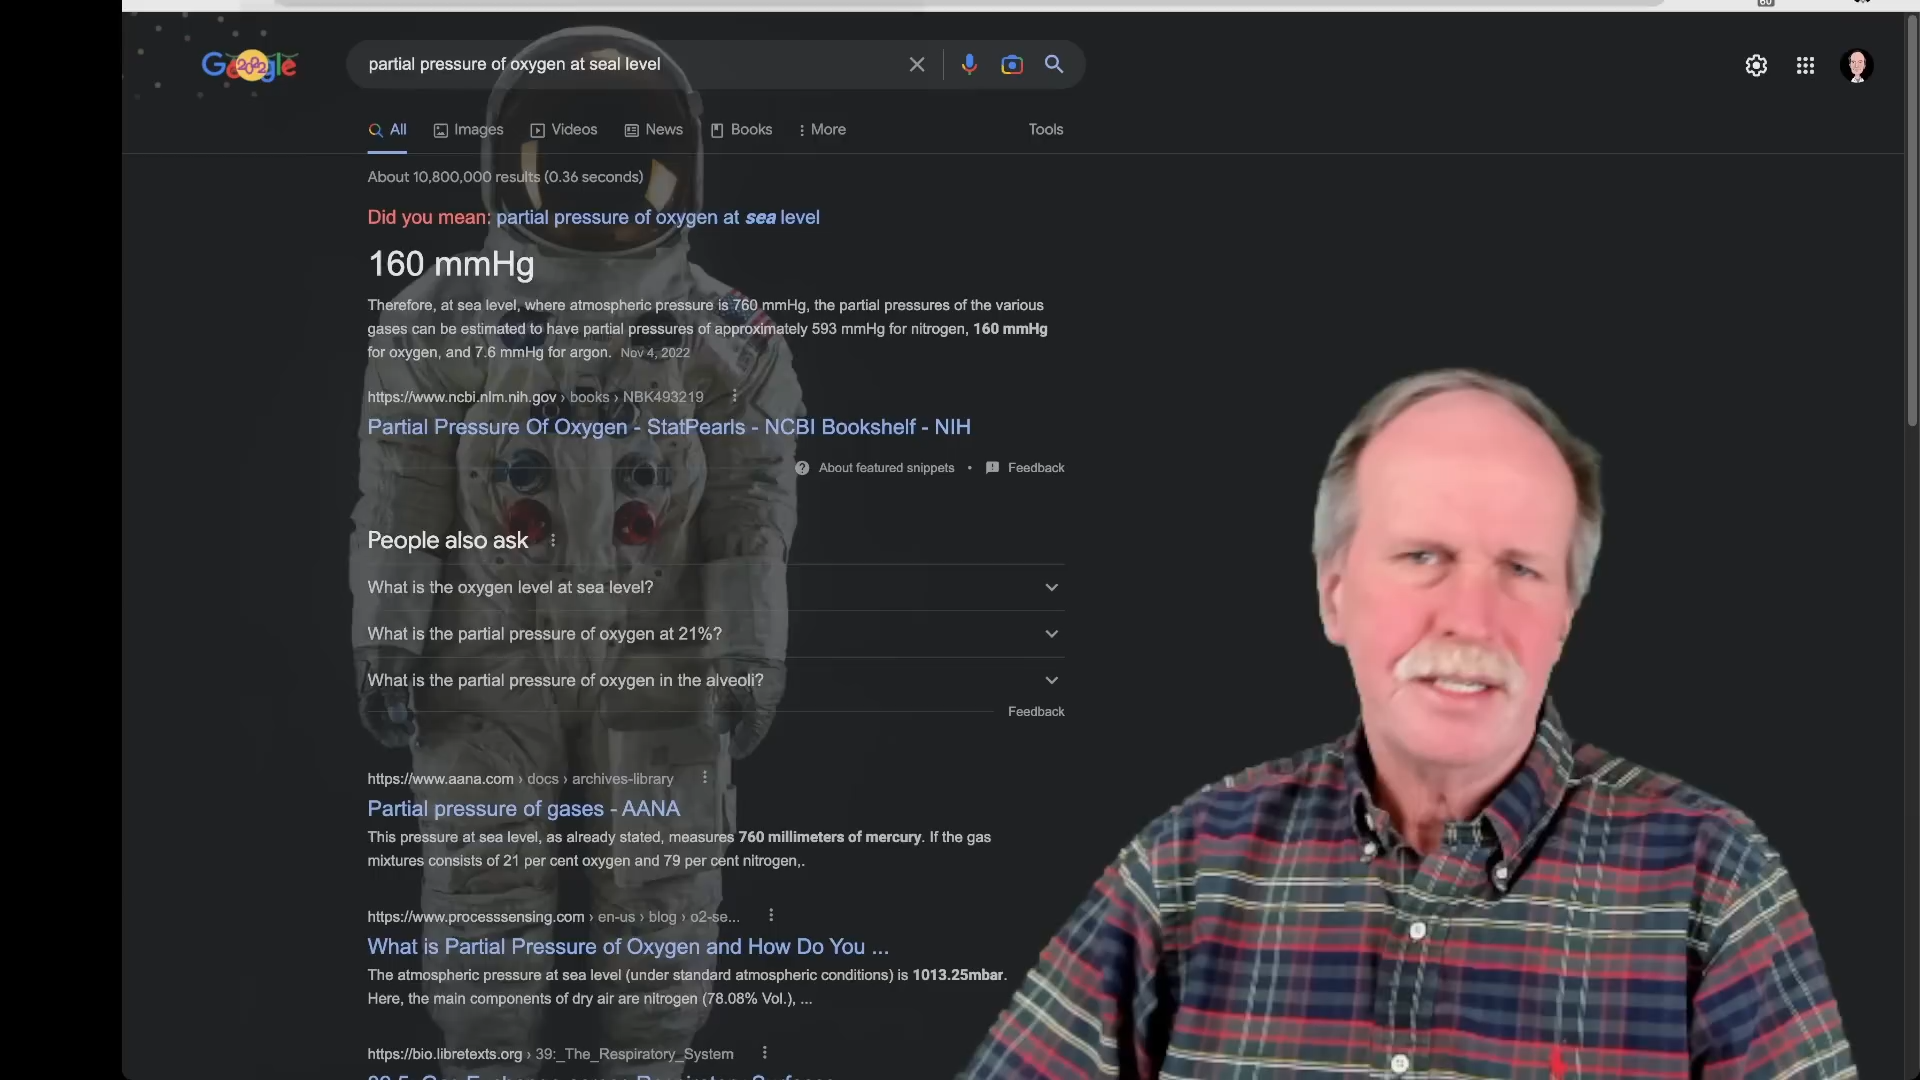 Google
2022
partial pressure of oxygen at seal level
All
Images
Videos
News
Books
More
Tools
About 10,800,000 results (0.36 seconds)
Did you mean: partial pressure of oxygen at sea level
160 mmHg
Therefore, at sea level, where atmospheric pressure is 760 mmHg, the partial pressures of the various
gases can be estimated to have partial pressures of approximately 593 mmHg for nitrogen, 160 mmHg
for oxygen, and 7.6 mmHg for argon. Nov 4, 2022
https://www.ncbi.nlm.nih.gov › books › NBK493219
Partial Pressure Of Oxygen - StatPearls - NCBI Bookshelf - NIH
About featured snippets • Feedback
People also ask
What is the oxygen level at sea level?
What is the partial pressure of oxygen at 21%?
What is the partial pressure of oxygen in the alveoli?
Feedback
https://www.aana.com › docs › archives-library
Partial pressure of gases - AANA
This pressure at sea level, as already stated, measures 760 millimeters of mercury. If the gas
mixtures consists of 21 per cent oxygen and 79 per cent nitrogen,.
https://www.processsensing.com › en-us › blog › o2-se...
What is Partial Pressure of Oxygen and How Do You ...
The atmospheric pressure at sea level (under standard atmospheric conditions) is 1013.25mbar.
Here, the main components of dry air are nitrogen (78.08% Vol.), ...
https://bio.libretexts.org › 39:_The_Respiratory_System